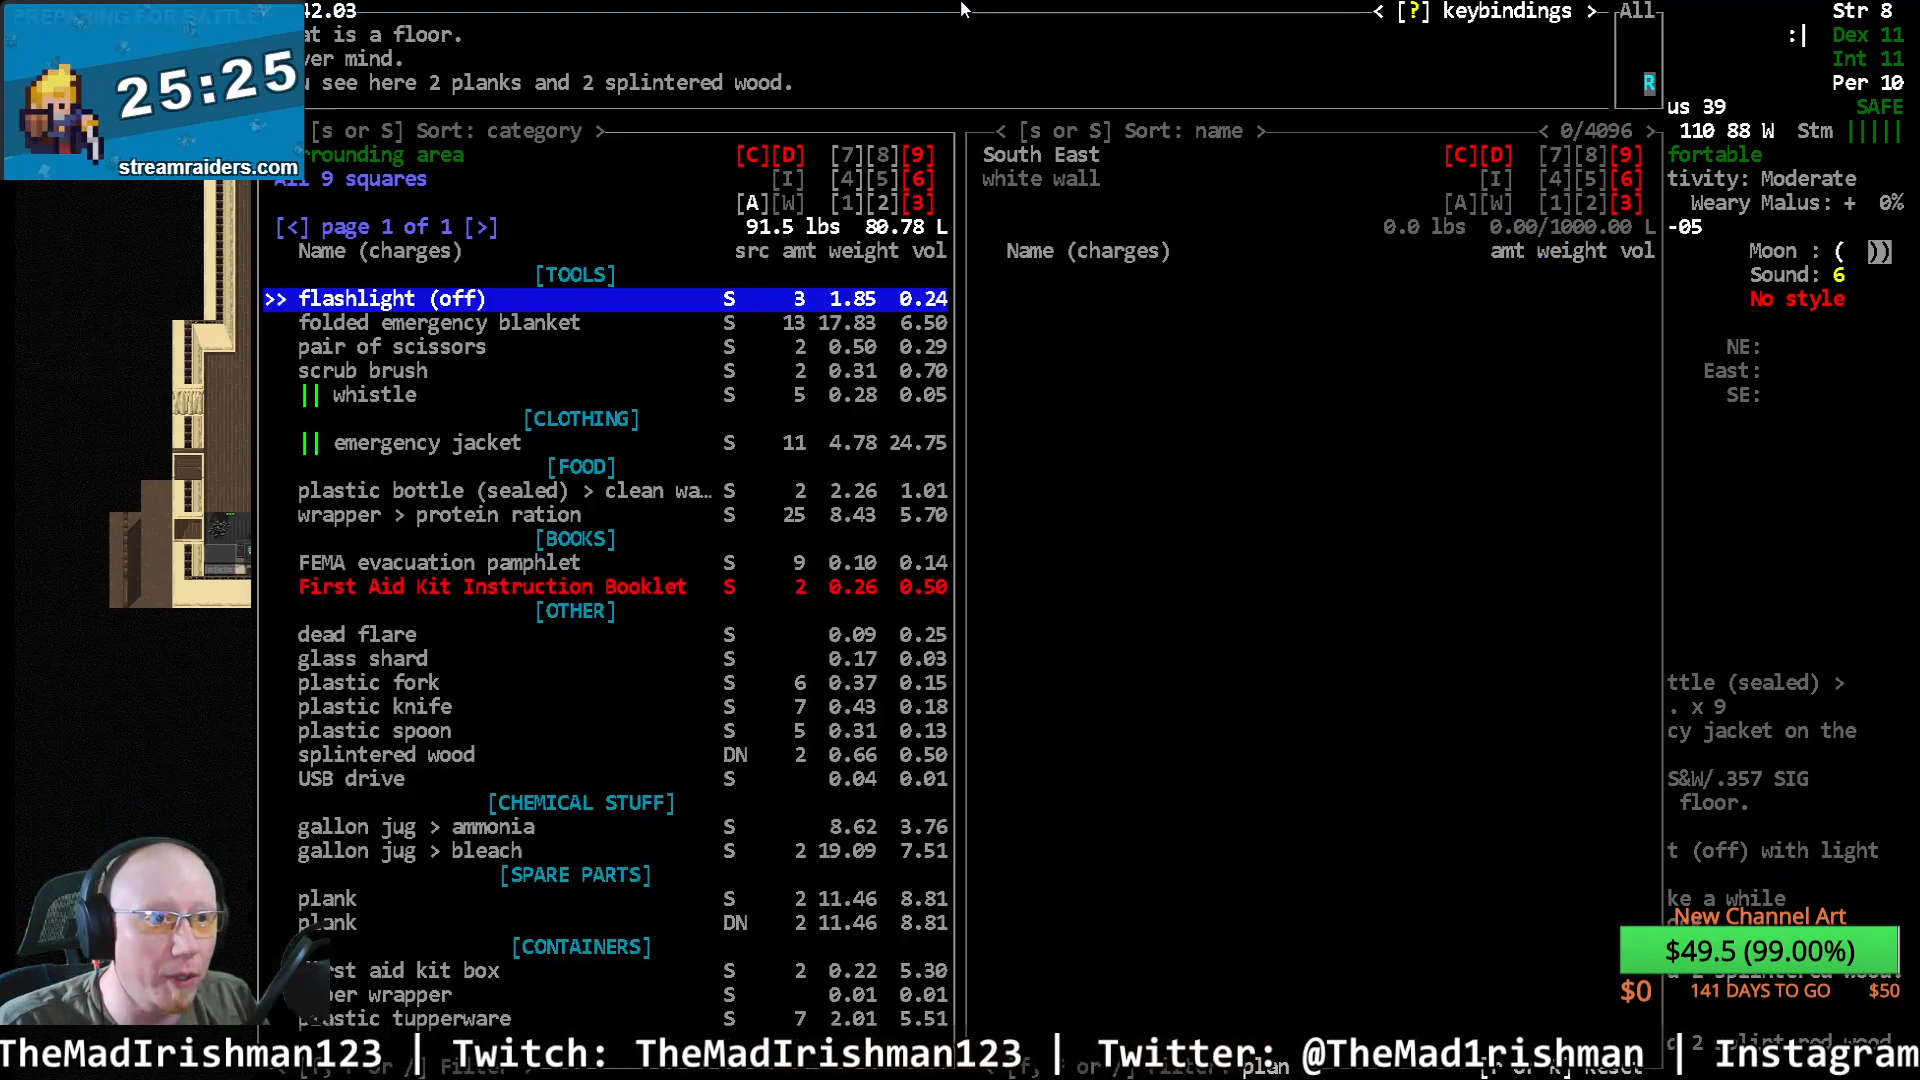 PREPARING FOR BATTLE
25:25
streamraiders.com
42.03
at is a floor.
ver mind.
see here 2 planks and 2 splintered wood.
< [?] keybindings >
All
R
:|
Str 8
Dex 11
Int 11
Per 10
us 39 SAFE
110 88 W Stm |||||
fortable
tivity: Moderate
Weary Malus: + 0%
-05
Moon : ( ))
Sound: 6
No style
NE:
East:
SE:
[s or S] Sort: category >
rrounding area
All 9 squares
[C][D] [7][8][9]
[I] [4][5][6]
[A][W] [1][2][3]
[<] page 1 of 1 [>]
91.5 lbs 80.78 L
Name (charges) src amt weight vol
[TOOLS]
>> flashlight (off) S 3 1.85 0.24
folded emergency blanket S 13 17.83 6.50
pair of scissors S 2 0.50 0.29
scrub brush S 2 0.31 0.70
|| whistle S 5 0.28 0.05
[CLOTHING]
|| emergency jacket S 11 4.78 24.75
[FOOD]
plastic bottle (sealed) > clean wa… S 2 2.26 1.01
wrapper > protein ration S 25 8.43 5.70
[BOOKS]
FEMA evacuation pamphlet S 9 0.10 0.14
First Aid Kit Instruction Booklet S 2 0.26 0.50
[OTHER]
dead flare S 0.09 0.25
glass shard S 0.17 0.03
plastic fork S 6 0.37 0.15
plastic knife S 7 0.43 0.18
plastic spoon S 5 0.31 0.13
splintered wood DN 2 0.66 0.50
USB drive S 0.04 0.01
[CHEMICAL STUFF]
gallon jug > ammonia S 8.62 3.76
gallon jug > bleach S 2 19.09 7.51
[SPARE PARTS]
plank S 2 11.46 8.81
plank DN 2 11.46 8.81
[CONTAINERS]
rst aid kit box S 2 0.22 5.30
per wrapper S 0.01 0.01
plastic tupperware S 7 2.01 5.51
< [s or S] Sort: name >
< 0/4096 >
South East
white wall
[C][D] [7][8][9]
[I] [4][5][6]
[A][W] [1][2][3]
0.0 lbs 0.00/1000.00 L
Name (charges) amt weight vol
ttle (sealed) >
. x 9
cy jacket on the
S&W/.357 SIG
floor.
t (off) with light
ke a while
New Channel Art
$49.5 (99.00%)
$0 141 DAYS TO GO $50
TheMadIrishman123 | Twitch: TheMadIrishman123 | Twitter: @TheMad1rishman | Instagram